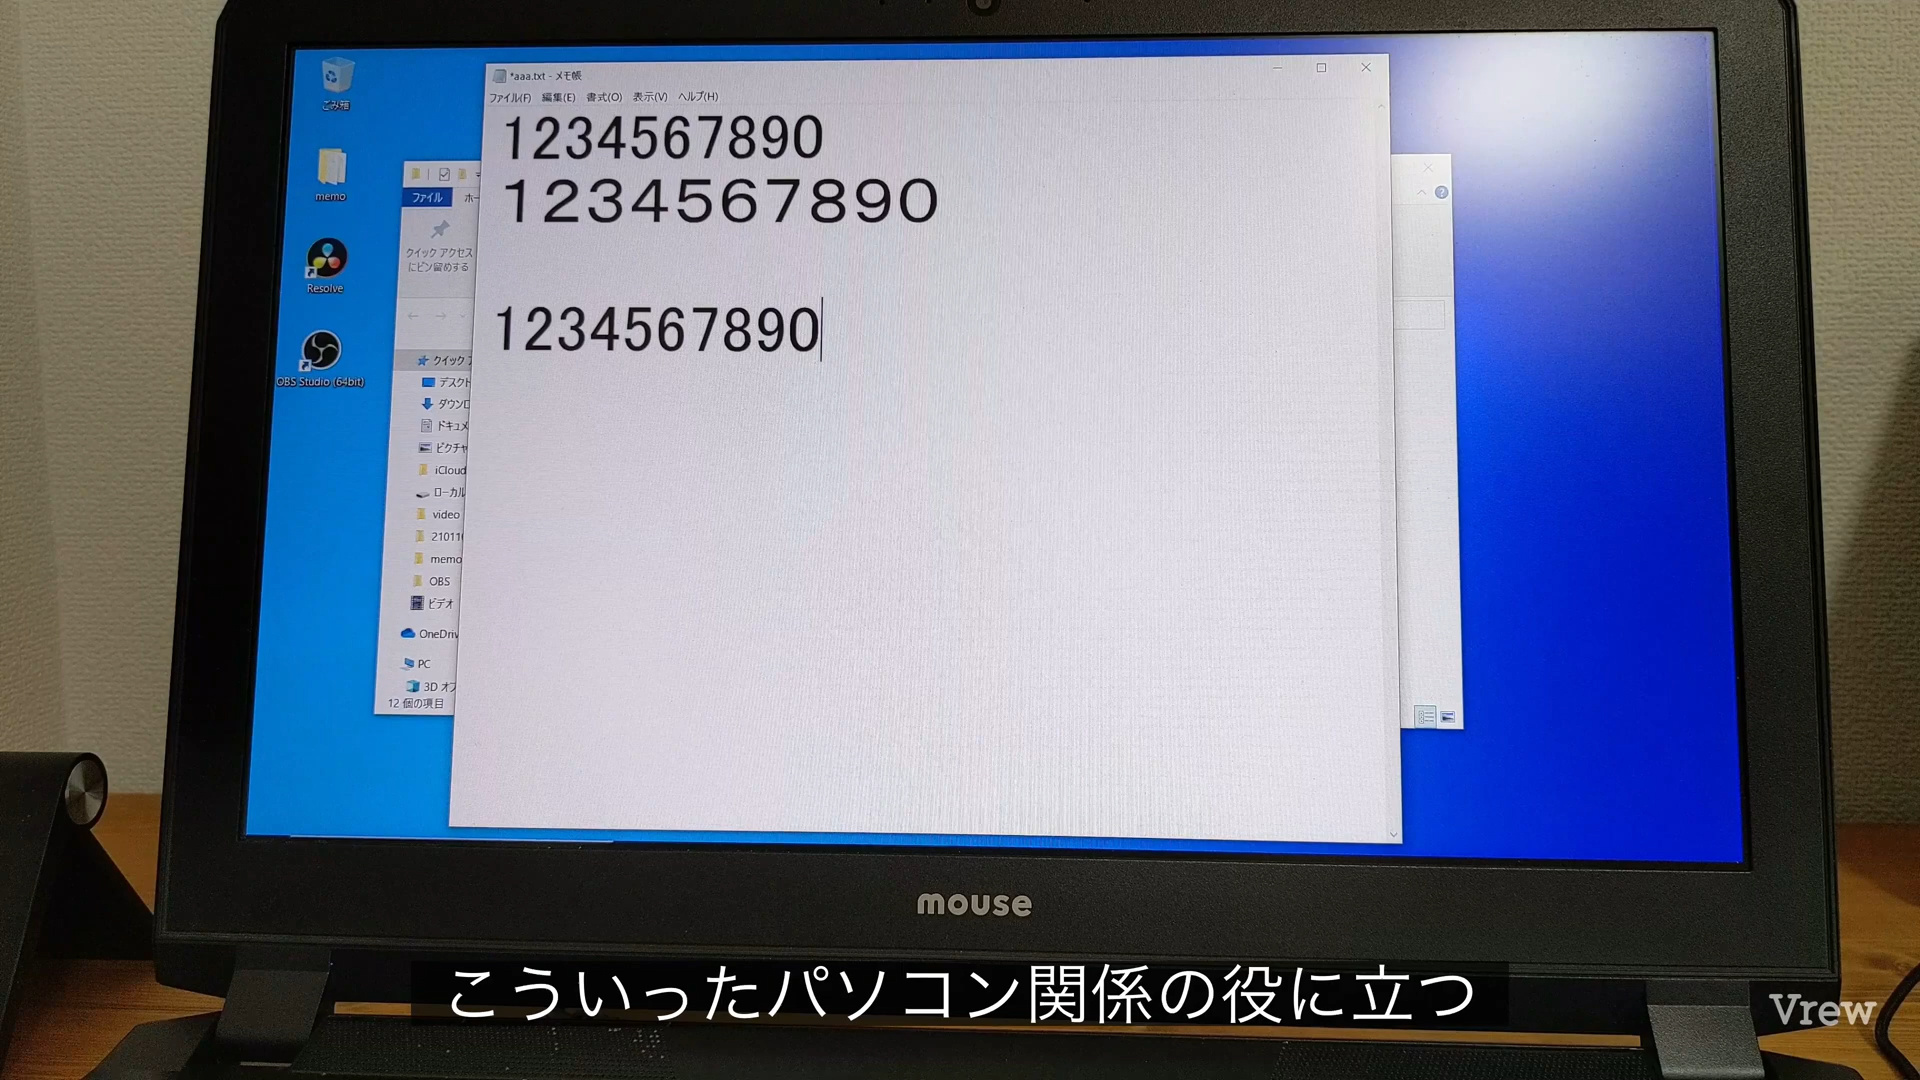 ごみ箱
memo
Resolve
OBS Studio (64bit)
*aaa.txt - メモ帳
ファイル(F) 編集(E) 書式(O) 表示(V) ヘルプ(H)
1234567890
１２３４５６７８９０
1234567890
ファイル ホー
クイック アクセス
にピン留めする
クイック ア
デスクト
ダウンロ
ドキュメ
ピクチャ
iCloud
ローカル
video
21011
memo
OBS
ビデオ
OneDriv
PC
3D オブ
12 個の項目
mouse
こういったパソコン関係の役に立つ
Vrew